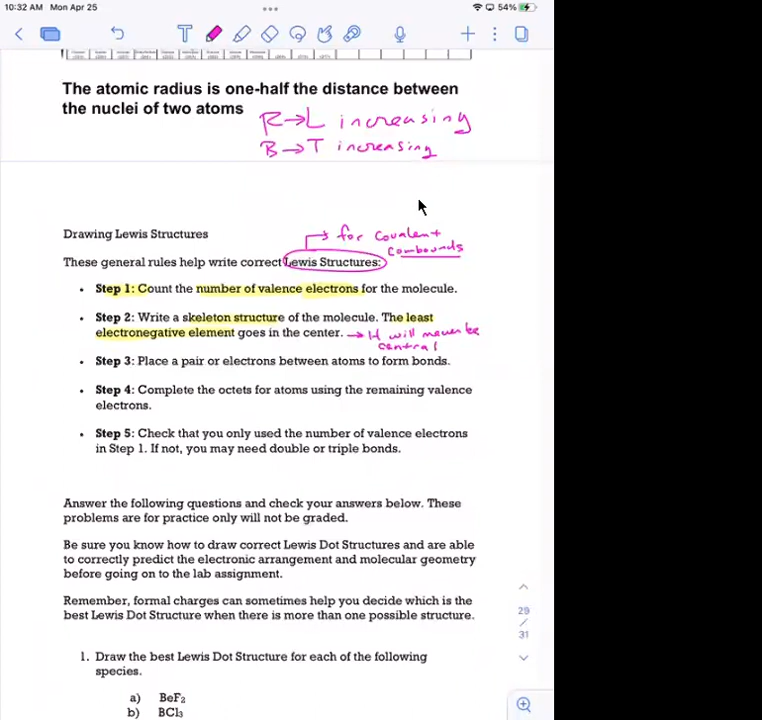 10:32 AM Mon Apr 25
54%
The atomic radius is one-half the distance between
the nuclei of two atoms
R→L increasing
B→T increasing
Drawing Lewis Structures
→ for covalent
compounds
These general rules help write correct Lewis Structures:
• Step 1: Count the number of valence electrons for the molecule.
• Step 2: Write a skeleton structure of the molecule. The least
electronegative element goes in the center. → H will never be
central
• Step 3: Place a pair or electrons between atoms to form bonds.
• Step 4: Complete the octets for atoms using the remaining valence
electrons.
• Step 5: Check that you only used the number of valence electrons
in Step 1. If not, you may need double or triple bonds.
Answer the following questions and check your answers below. These
problems are for practice only will not be graded.
Be sure you know how to draw correct Lewis Dot Structures and are able
to correctly predict the electronic arrangement and molecular geometry
before going on to the lab assignment.
Remember, formal charges can sometimes help you decide which is the
best Lewis Dot Structure when there is more than one possible structure.
29
/
31
1. Draw the best Lewis Dot Structure for each of the following
species.
a) BeF₂
b) BCl₃